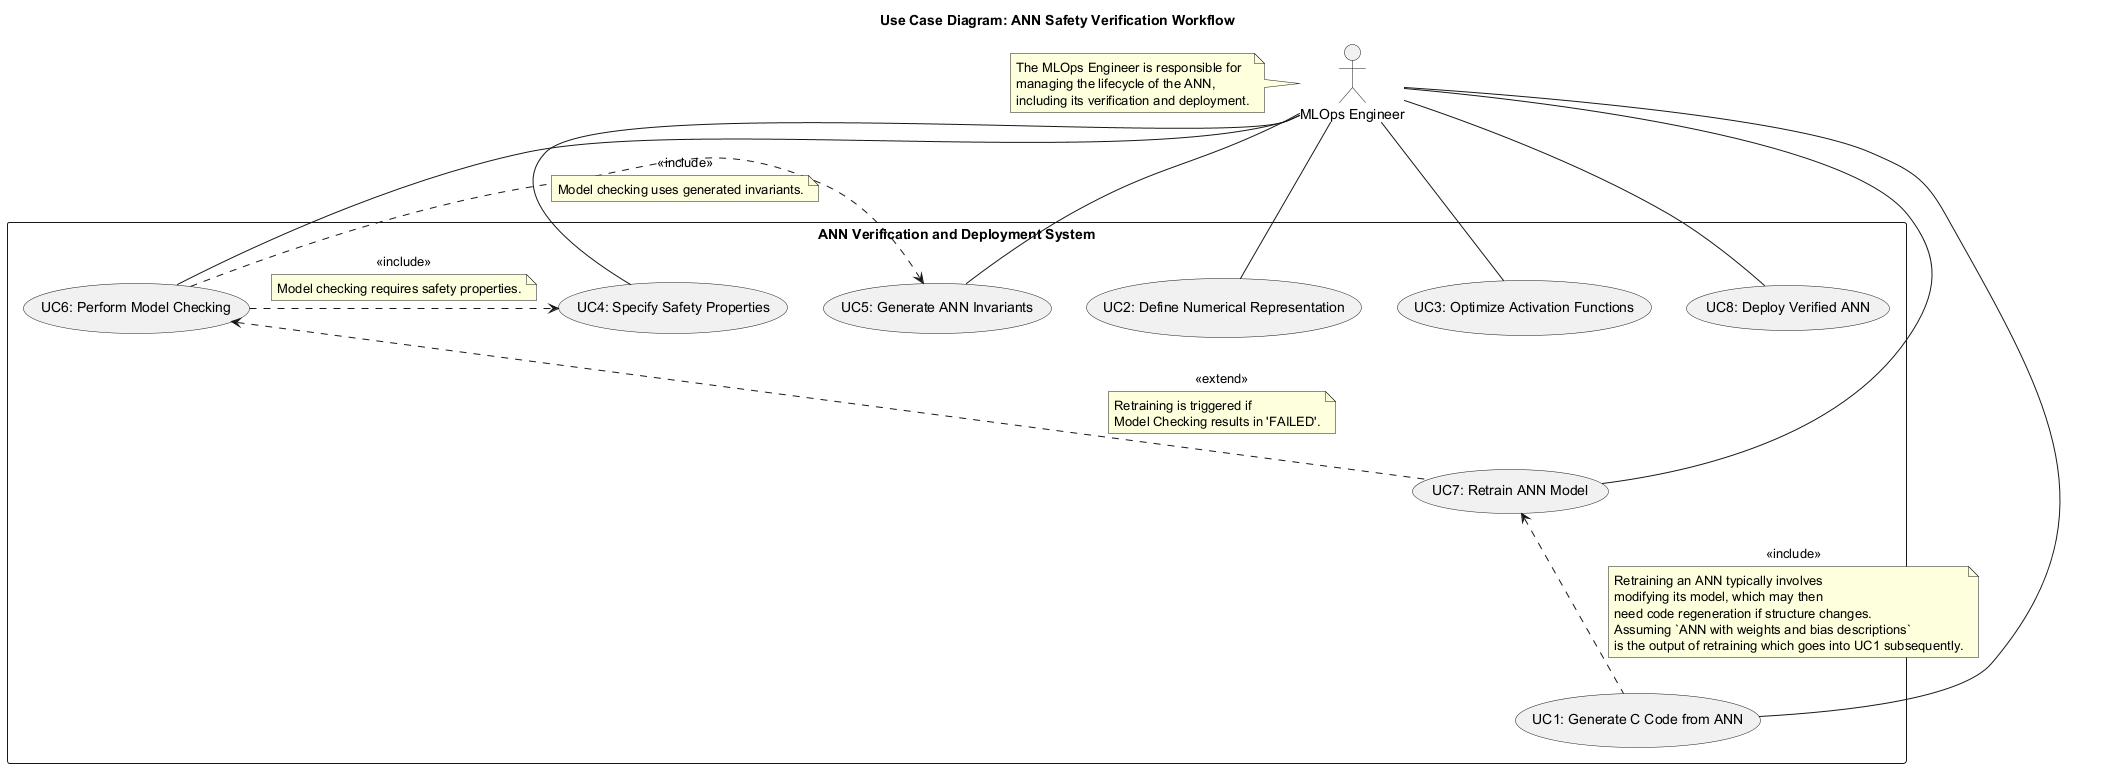 Use Case Diagram: ANN Safety Verification Workflow
The MLOps Engineer is responsible for
managing the lifecycle of the ANN,
including its verification and deployment.
MLOps Engineer
«include»
Model checking uses generated invariants.
ANN Verification and Deployment System
«include»
Model checking requires safety properties.
UC6: Perform Model Checking
UC4: Specify Safety Properties
UC5: Generate ANN Invariants
UC2: Define Numerical Representation
UC3: Optimize Activation Functions
UC8: Deploy Verified ANN
«extend»
Retraining is triggered if
Model Checking results in 'FAILED'.
UC7: Retrain ANN Model
«include»
Retraining an ANN typically involves
modifying its model, which may then
need code regeneration if structure changes.
Assuming `ANN with weights and bias descriptions`
is the output of retraining which goes into UC1 subsequently.
UC1: Generate C Code from ANN